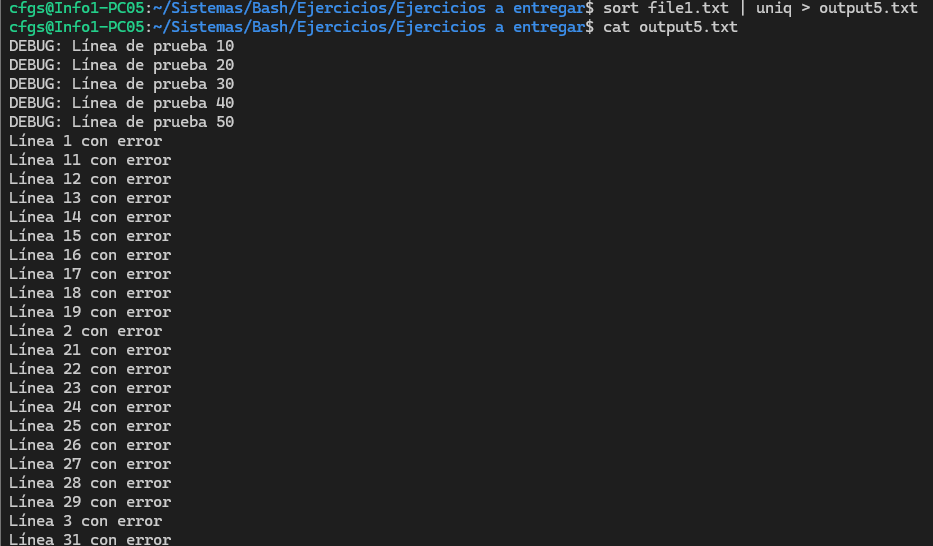 cfgs@Info1-PC05:~/Sistemas/Bash/Ejercicios/Ejercicios a entregar$ sort file1.txt | uniq > output5.txt
cfgs@Info1-PC05:~/Sistemas/Bash/Ejercicios/Ejercicios a entregar$ cat output5.txt
DEBUG: Línea de prueba 10
DEBUG: Línea de prueba 20
DEBUG: Línea de prueba 30
DEBUG: Línea de prueba 40
DEBUG: Línea de prueba 50
Línea 1 con error
Línea 11 con error
Línea 12 con error
Línea 13 con error
Línea 14 con error
Línea 15 con error
Línea 16 con error
Línea 17 con error
Línea 18 con error
Línea 19 con error
Línea 2 con error
Línea 21 con error
Línea 22 con error
Línea 23 con error
Línea 24 con error
Línea 25 con error
Línea 26 con error
Línea 27 con error
Línea 28 con error
Línea 29 con error
Línea 3 con error
Línea 31 con error